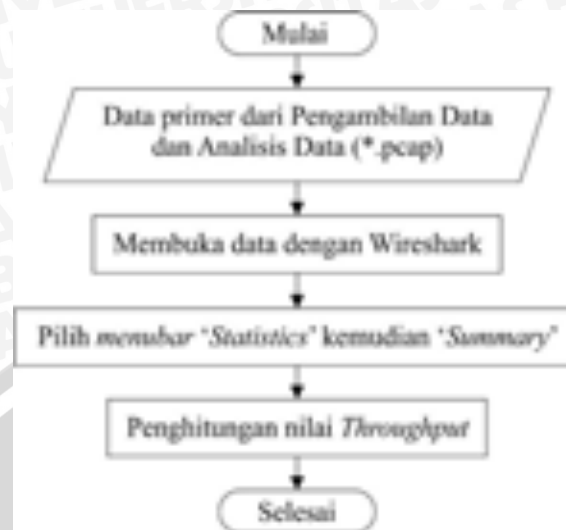 Mulai
Data primer dari Pengambilan Data
dan Analisis Data (*.pcap)
Membuka data dengan Wireshark
Pilih menubar ‘Statistics’ kemudian ‘Summary’
Penghitungan nilai Throughput
Selesai